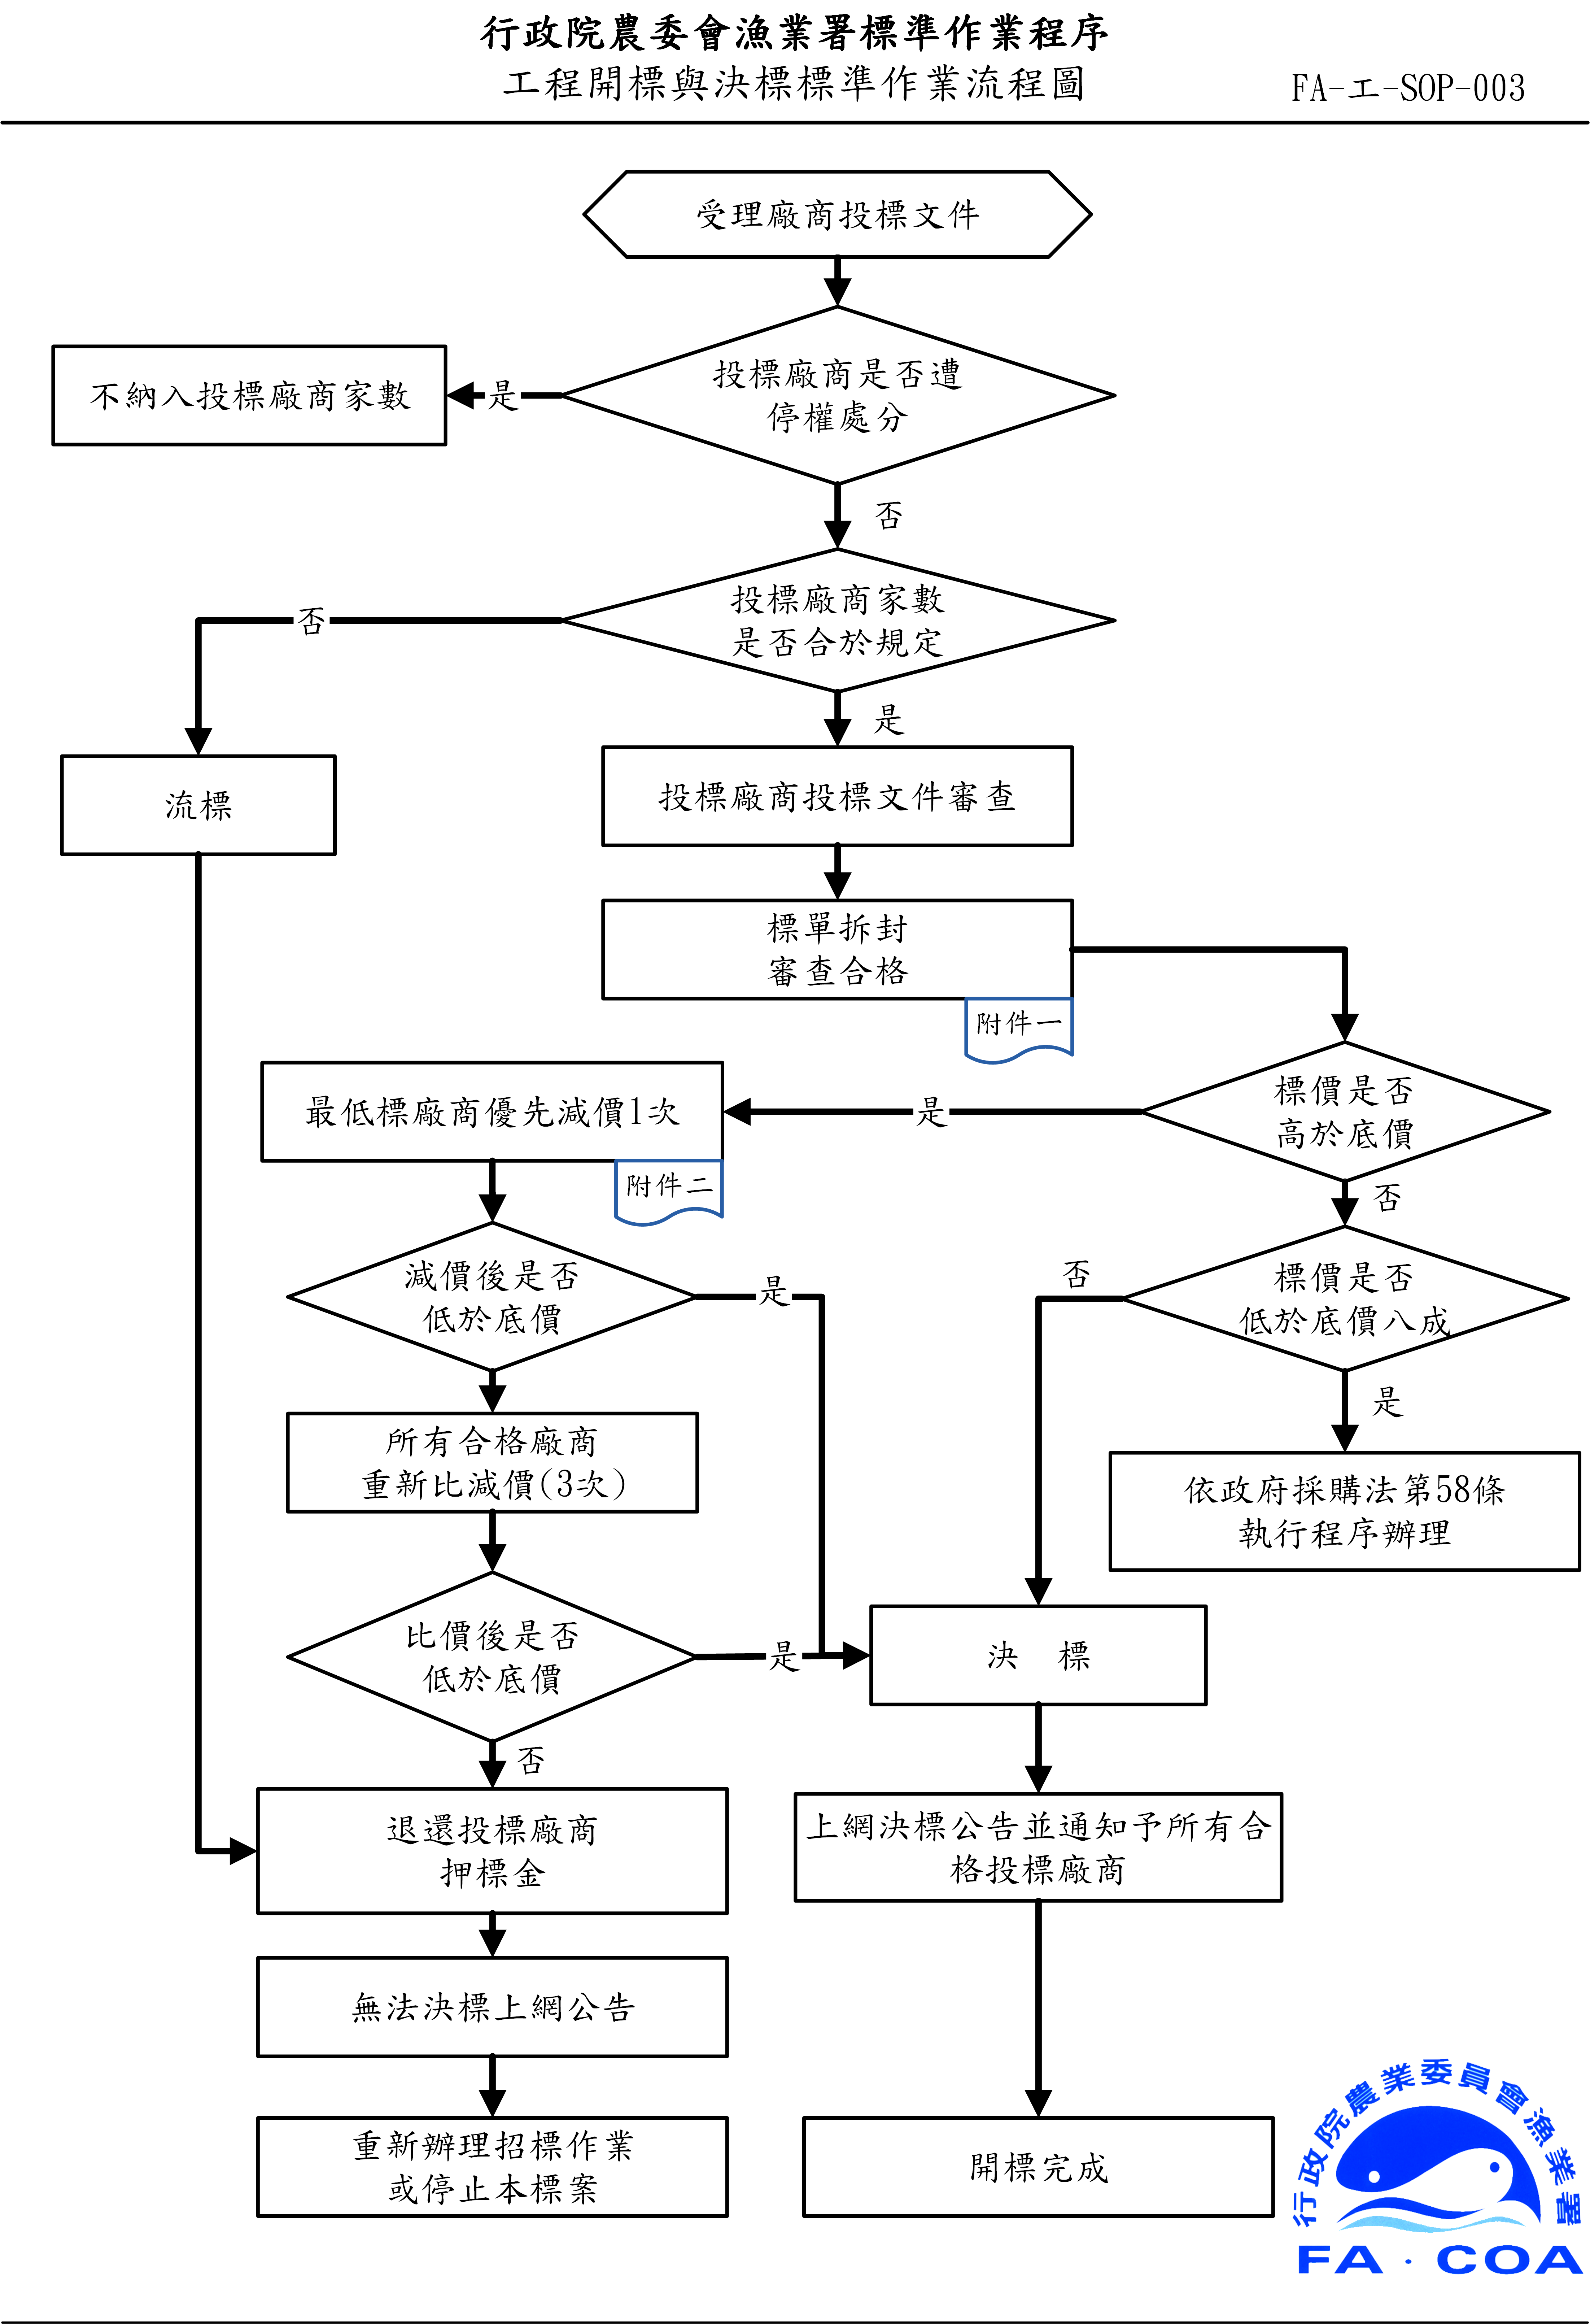 行政院農委會漁業署標準作業程序
工程開標與決標標準作業流程圖
FA-工-SOP-003
受理廠商投標文件
投標廠商是否遭
停權處分
是
不納入投標廠商家數
否
投標廠商家數
是否合於規定
否
是
流標
投標廠商投標文件審查
標單拆封
審查合格
附件一
標價是否
高於底價
是
最低標廠商優先減價1次
附件二
否
減價後是否
低於底價
是
否
標價是否
低於底價八成
是
所有合格廠商
重新比減價(3次)
依政府採購法第58條
執行程序辦理
比價後是否
低於底價
是
決 標
否
退還投標廠商
押標金
上網決標公告並通知予所有合
格投標廠商
無法決標上網公告
重新辦理招標作業
或停止本標案
開標完成
行政院農業委員會漁業署
FA·COA